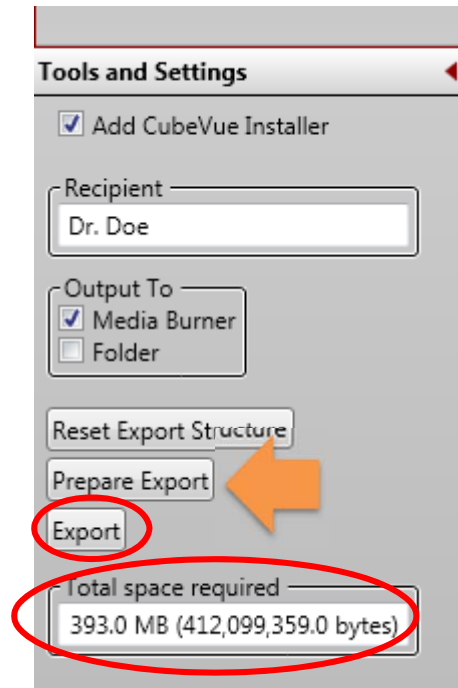 Tools and Settings
Add CubeVue Installer
Recipient
Dr. Doe
Output To
Media Burner
Folder
Reset Export Structure
Prepare Export
Export
Total space required
393.0 MB (412,099,359.0 bytes)